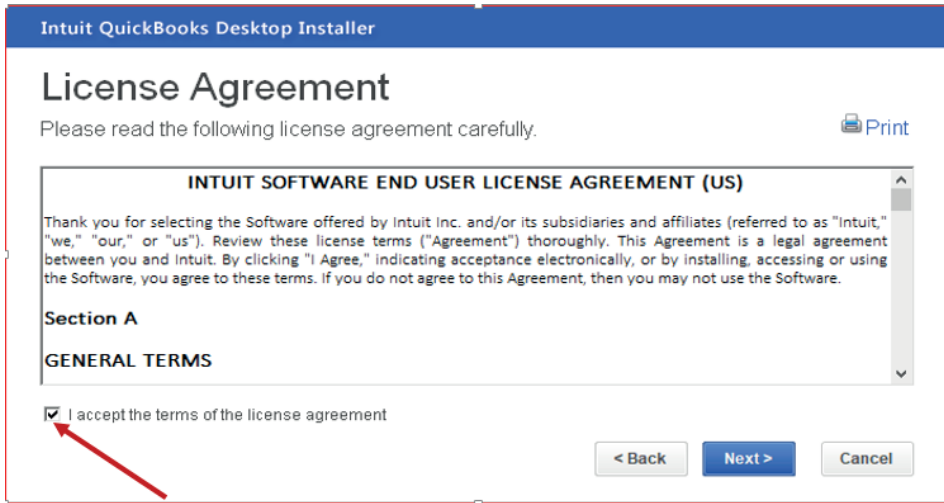 Intuit QuickBooks Desktop Installer
License Agreement
Please read the following license agreement carefully.
Print
INTUIT SOFTWARE END USER LICENSE AGREEMENT (US)
Thank you for selecting the Software offered by Intuit Inc. and/or its subsidiaries and affiliates (referred to as "Intuit,"
"we," "our," or "us"). Review these license terms ("Agreement") thoroughly. This Agreement is a legal agreement
between you and Intuit. By clicking "I Agree," indicating acceptance electronically, or by installing, accessing or using
the Software, you agree to these terms. If you do not agree to this Agreement, then you may not use the Software.
Section A
GENERAL TERMS
I accept the terms of the license agreement
< Back
Next >
Cancel